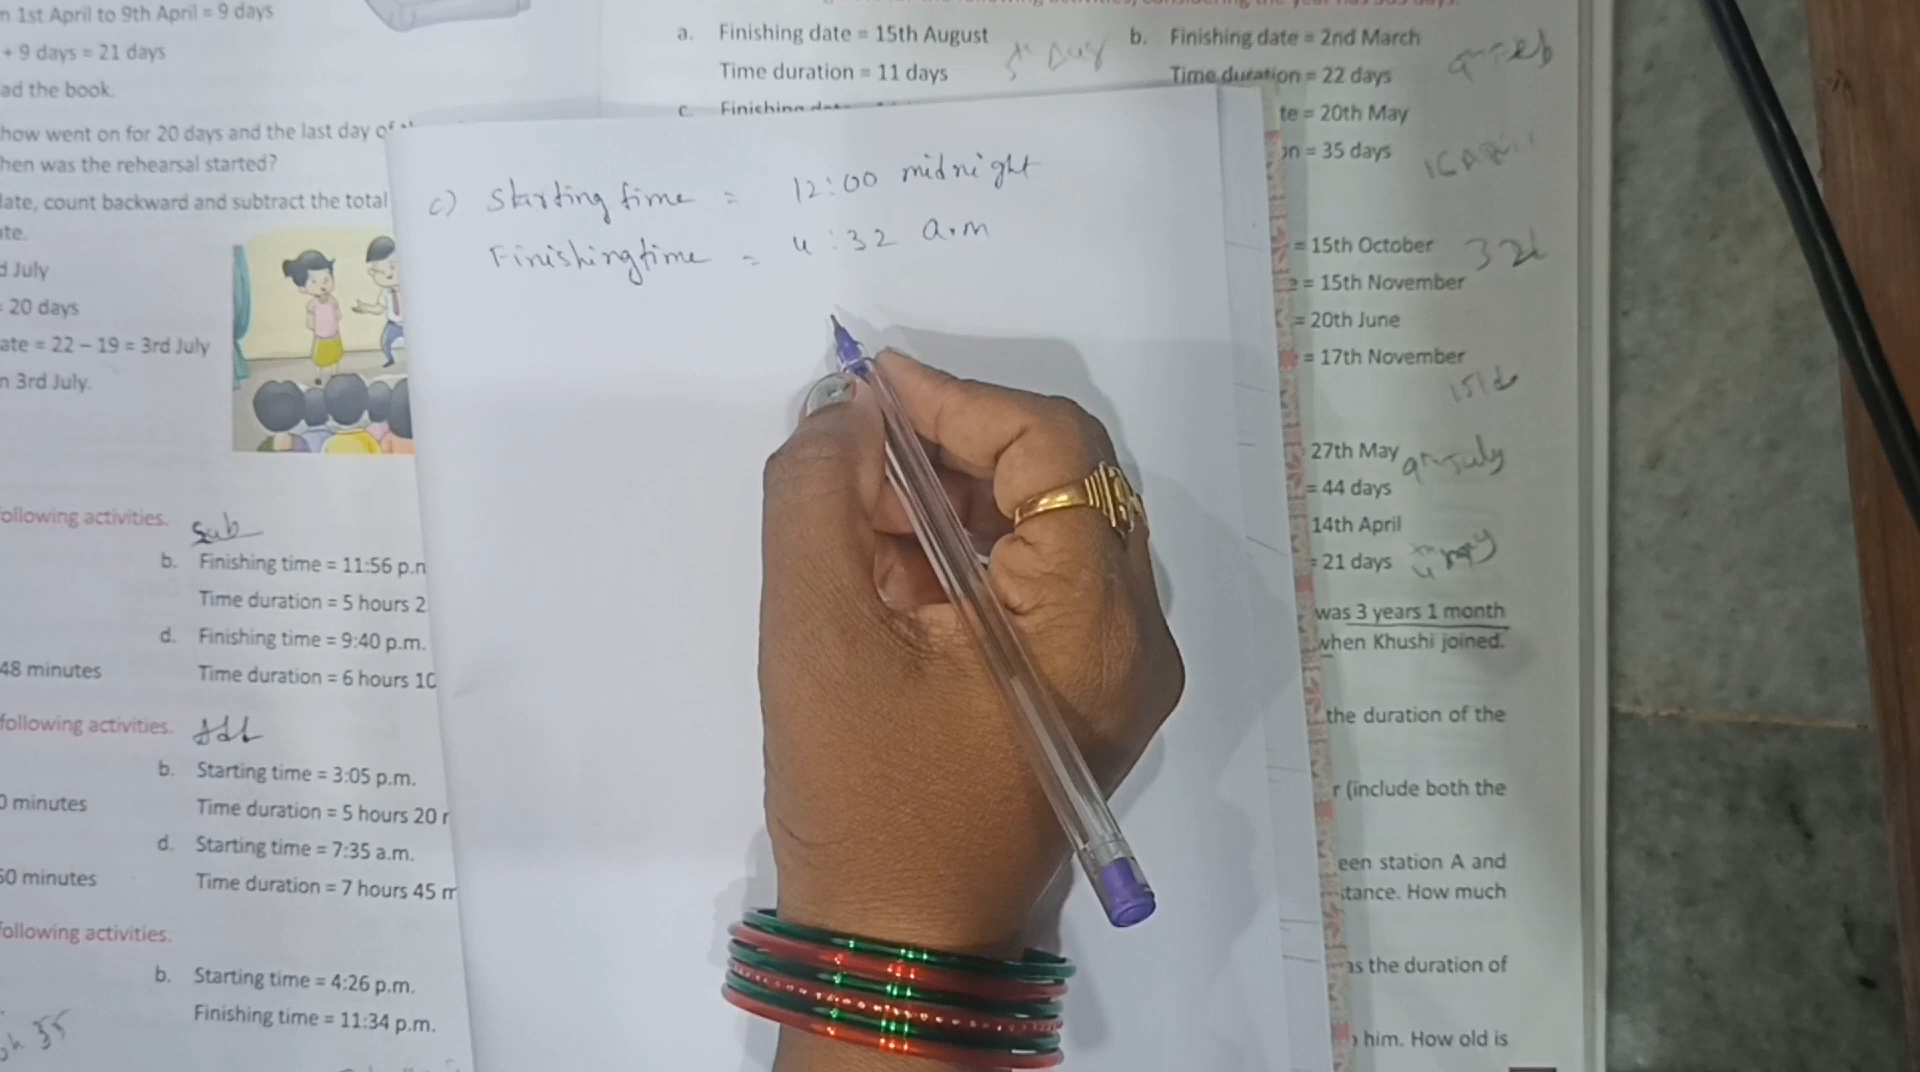 1st April to 9th April = 9 days
+ 9 days = 21 days
ad the book.
how went on for 20 days and the last day of
hen was the rehearsal started?
late, count backward and subtract the total
ate.
d July
= 20 days
ate = 22 – 19 = 3rd July
n 3rd July.
ollowing activities. Sub
b. Finishing time = 11:56 p.n
Time duration = 5 hours 2
d. Finishing time = 9:40 p.m.
48 minutes Time duration = 6 hours 10
following activities. Add
b. Starting time = 3:05 p.m.
0 minutes Time duration = 5 hours 20 r
d. Starting time = 7:35 a.m.
50 minutes Time duration = 7 hours 45 m
ollowing activities.
b. Starting time = 4:26 p.m.
Finishing time = 11:34 p.m.
35
a. Finishing date = 15th August
Time duration = 11 days
c. Finishing
b. Finishing date = 2nd March
Time duration = 22 days
te = 20th May
on = 35 days
= 15th October 32d
e = 15th November
= 20th June
= 17th November
151d
27th May
= 44 days
14th April
= 21 days
was 3 years 1 month
when Khushi joined.
the duration of the
r (include both the
een station A and
tance. How much
as the duration of
him. How old is
c) Starting time = 12:00 midnight
Finishing time = 4:32 a.m